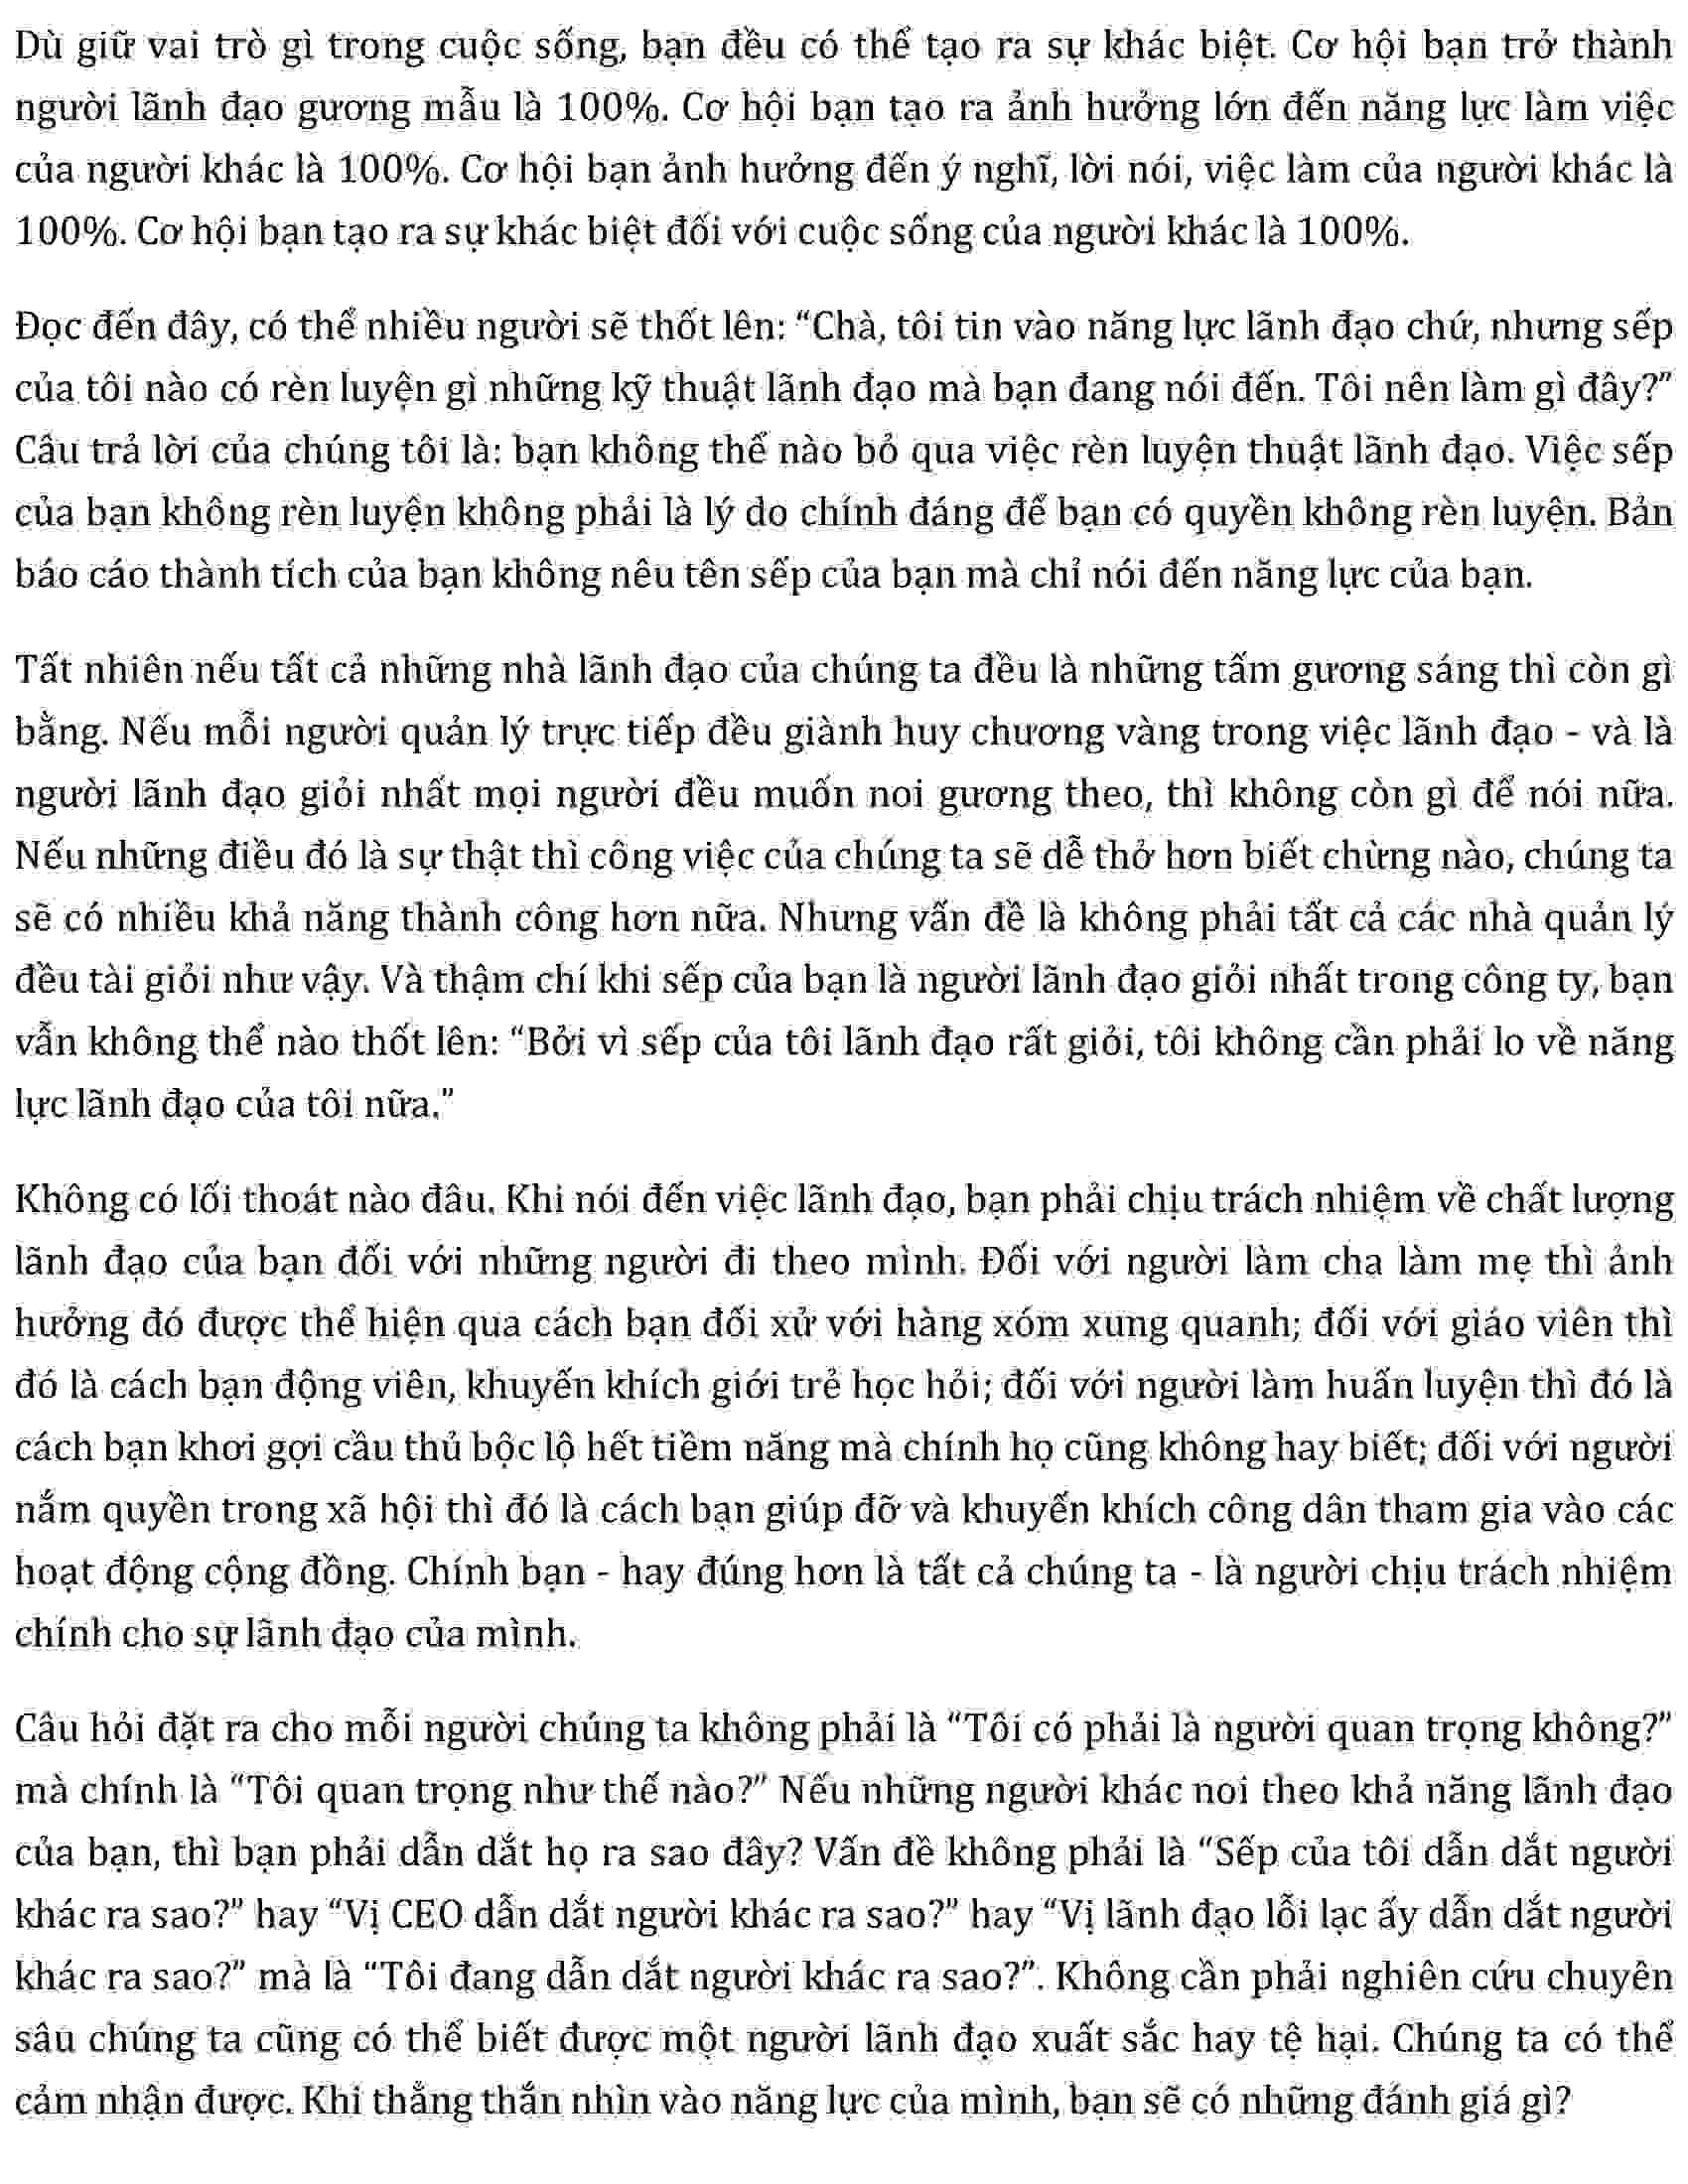 Dù giữ vai trò gì trong cuộc sống, bạn đều có thể tạo ra sự khác biệt. Cơ hội bạn trở thành
người lãnh đạo gương mẫu là 100%. Cơ hội bạn tạo ra ảnh hưởng lớn đến năng lực làm việc
của người khác là 100%. Cơ hội bạn ảnh hưởng đến ý nghĩ, lời nói, việc làm của người khác là
100%. Cơ hội bạn tạo ra sự khác biệt đối với cuộc sống của người khác là 100%.
Đọc đến đây, có thể nhiều người sẽ thốt lên: “Chà, tôi tin vào năng lực lãnh đạo chứ, nhưng sếp
của tôi nào có rèn luyện gì những kỹ thuật lãnh đạo mà bạn đang nói đến. Tôi nên làm gì đây?”
Câu trả lời của chúng tôi là: bạn không thể nào bỏ qua việc rèn luyện thuật lãnh đạo. Việc sếp
của bạn không rèn luyện không phải là lý do chính đáng để bạn có quyền không rèn luyện. Bản
báo cáo thành tích của bạn không nêu tên sếp của bạn mà chỉ nói đến năng lực của bạn.
Tất nhiên nếu tất cả những nhà lãnh đạo của chúng ta đều là những tấm gương sáng thì còn gì
bằng. Nếu mỗi người quản lý trực tiếp đều giành huy chương vàng trong việc lãnh đạo - và là
người lãnh đạo giỏi nhất mọi người đều muốn noi gương theo, thì không còn gì để nói nữa.
Nếu những điều đó là sự thật thì công việc của chúng ta sẽ dễ thở hơn biết chừng nào, chúng ta
sẽ có nhiều khả năng thành công hơn nữa. Nhưng vấn đề là không phải tất cả các nhà quản lý
đều tài giỏi như vậy. Và thậm chí khi sếp của bạn là người lãnh đạo giỏi nhất trong công ty, bạn
vẫn không thể nào thốt lên: “Bởi vì sếp của tôi lãnh đạo rất giỏi, tôi không cần phải lo về năng
lực lãnh đạo của tôi nữa.”
Không có lối thoát nào đâu. Khi nói đến việc lãnh đạo, bạn phải chịu trách nhiệm về chất lượng
lãnh đạo của bạn đối với những người đi theo mình. Đối với người làm cha làm mẹ thì ảnh
hưởng đó được thể hiện qua cách bạn đối xử với hàng xóm xung quanh; đối với giáo viên thì
đó là cách bạn động viên, khuyến khích giới trẻ học hỏi; đối với người làm huấn luyện thì đó là
cách bạn khơi gợi cầu thủ bộc lộ hết tiềm năng mà chính họ cũng không hay biết; đối với người
nắm quyền trong xã hội thì đó là cách bạn giúp đỡ và khuyến khích công dân tham gia vào các
hoạt động cộng đồng. Chính bạn - hay đúng hơn là tất cả chúng ta - là người chịu trách nhiệm
chính cho sự lãnh đạo của mình.
Câu hỏi đặt ra cho mỗi người chúng ta không phải là “Tôi có phải là người quan trọng không?”
mà chính là “Tôi quan trọng như thế nào?” Nếu những người khác noi theo khả năng lãnh đạo
của bạn, thì bạn phải dẫn dắt họ ra sao đây? Vấn đề không phải là “Sếp của tôi dẫn dắt người
khác ra sao?” hay “Vị CEO dẫn dắt người khác ra sao?” hay “Vị lãnh đạo lỗi lạc ấy dẫn dắt người
khác ra sao?” mà là “Tôi đang dẫn dắt người khác ra sao?”. Không cần phải nghiên cứu chuyên
sâu chúng ta cũng có thể biết được một người lãnh đạo xuất sắc hay tệ hại. Chúng ta có thể
cảm nhận được. Khi thẳng thắn nhìn vào năng lực của mình, bạn sẽ có những đánh giá gì?